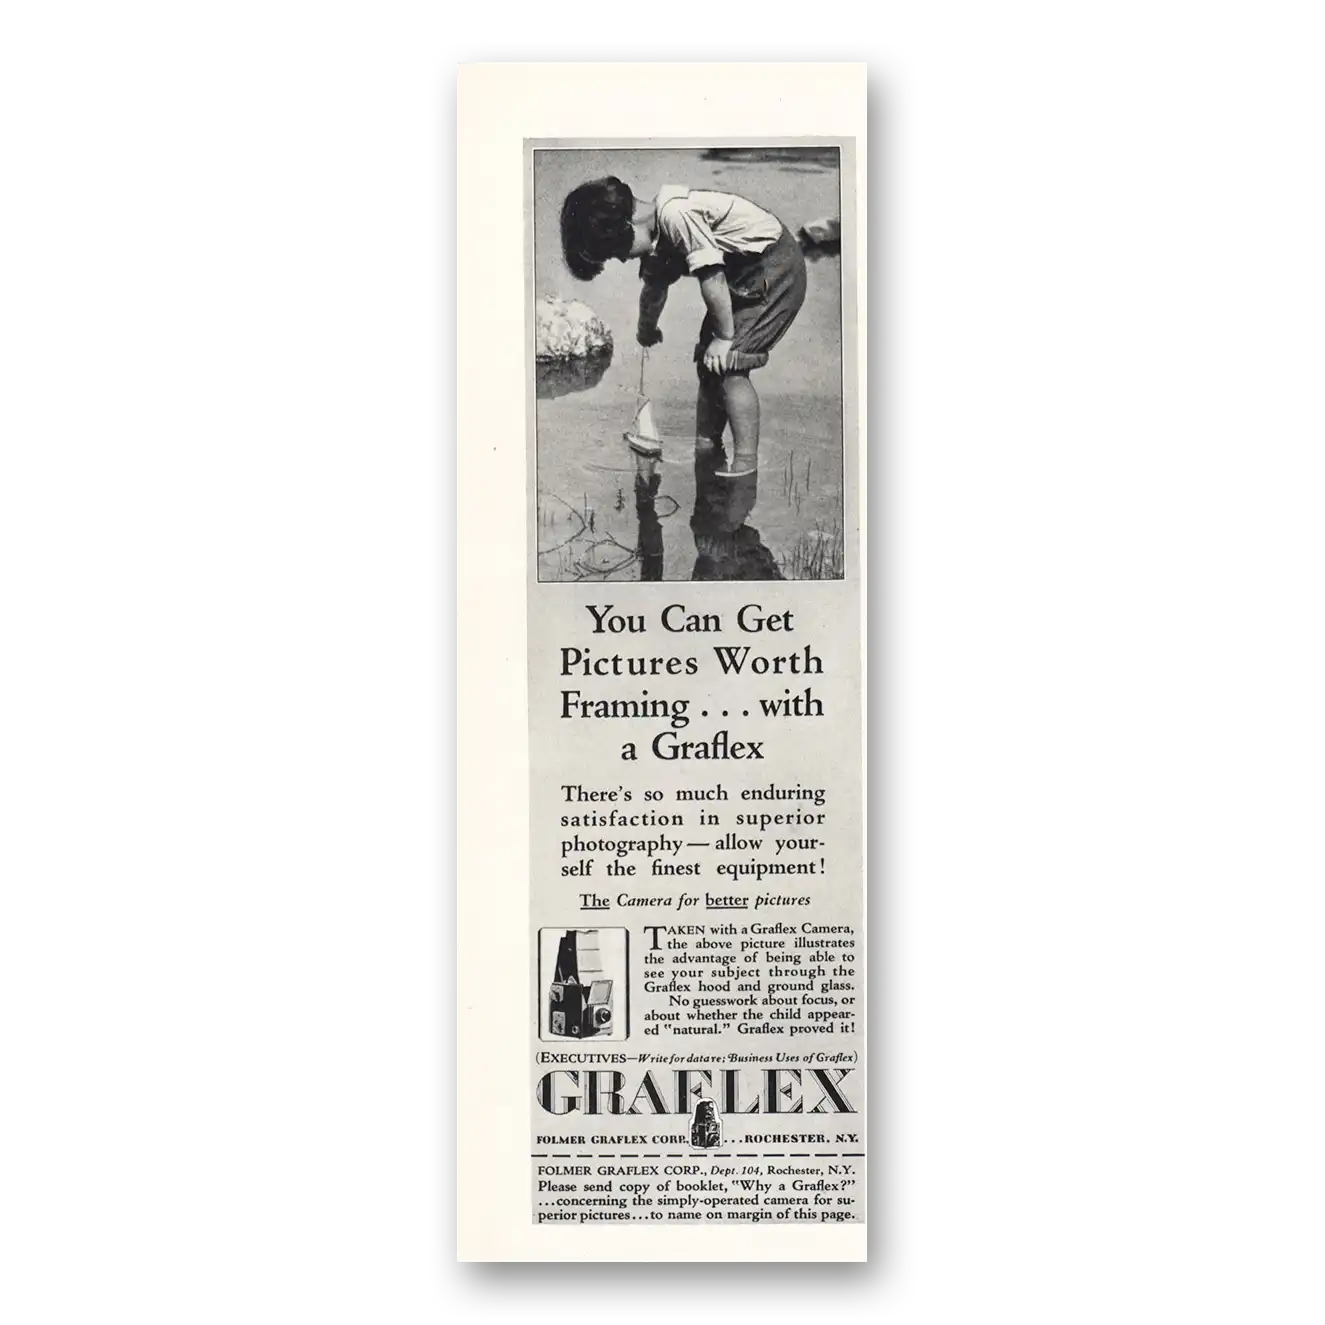 You Can Get
Pictures Worth
Framing . . . with
a Graflex
There's so much enduring
satisfaction in superior
photography — allow your-
self the finest equipment!
The Camera for better pictures
TAKEN with a Graflex Camera,
the above picture illustrates
the advantage of being able to
see your subject through the
Graflex hood and ground glass.
No guesswork about focus, or
about whether the child appear-
ed "natural." Graflex proved it!
(EXECUTIVES—Write for data re; Business Uses of Graflex)
GRAFLEX
FOLMER GRAFLEX CORP. . . . ROCHESTER, N.Y.
FOLMER GRAFLEX CORP., Dept. 104, Rochester, N.Y.
Please send copy of booklet, "Why a Graflex?"
...concerning the simply-operated camera for su-
perior pictures...to name on margin of this page.